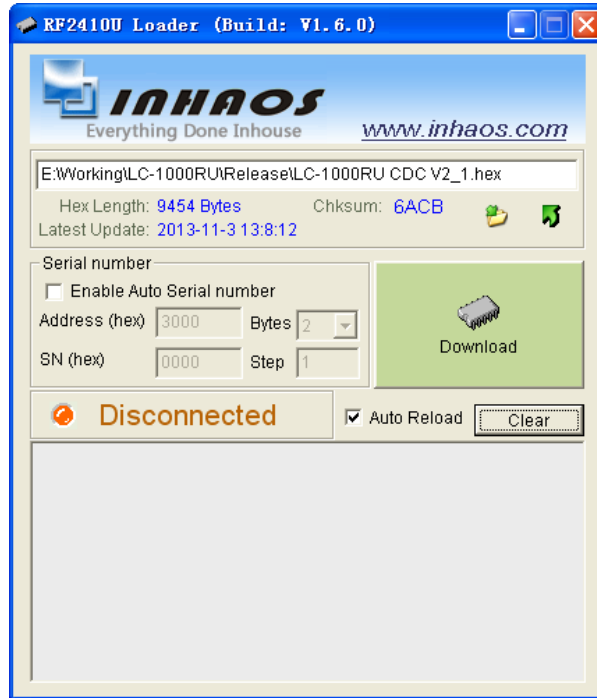 RF2410U Loader (Build: V1.6.0)
INHAOS
Everything Done Inhouse
www.inhaos.com
E:\Working\LC-1000RU\Release\LC-1000RU CDC V2_1.hex
Hex Length: 9454 Bytes Chksum: 6ACB
Latest Update: 2013-11-3 13:8:12
Serial number
Enable Auto Serial number
Address (hex) 3000 Bytes 2
SN (hex) 0000 Step 1
Download
Disconnected
Auto Reload
Clear